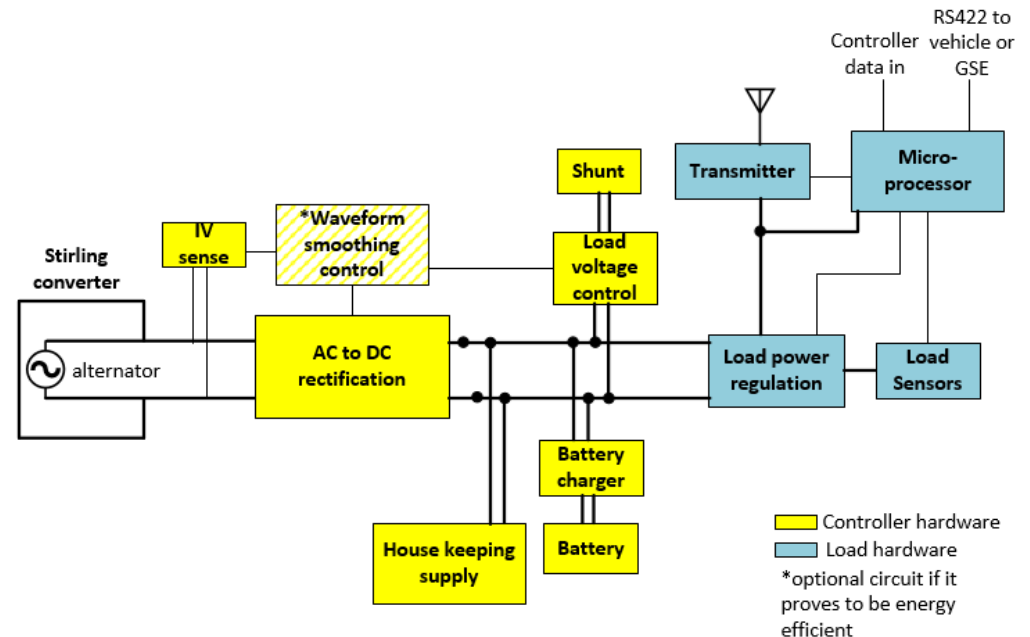 RS422 to
vehicle or
GSE
Controller
data in
Transmitter
Micro-
processor
Shunt
*Waveform
smoothing
control
IV
sense
Load
voltage
control
Stirling
converter
alternator
AC to DC
rectification
Load power
regulation
Load
Sensors
Battery
charger
House keeping
supply
Battery
Controller hardware
Load hardware
*optional circuit if it
proves to be energy
efficient